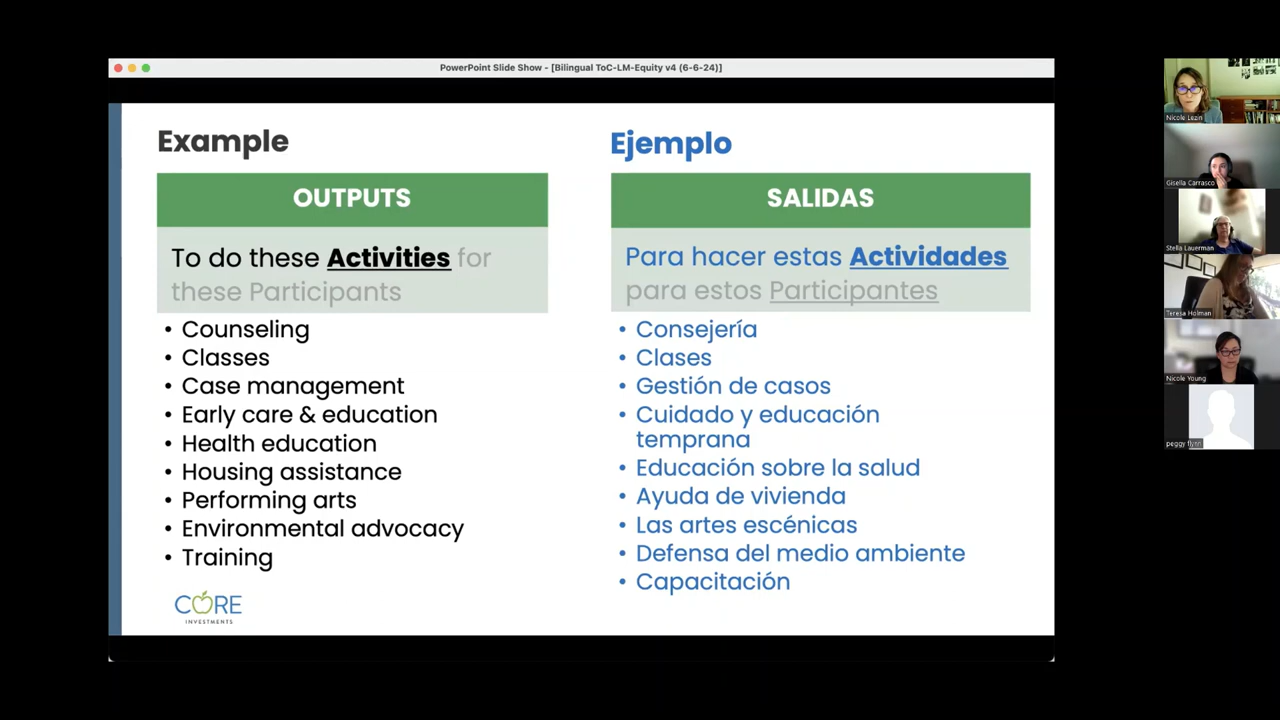 PowerPoint Slide Show - [Bilingual ToC-LM-Equity v4 (6-6-24)]
Example
OUTPUTS
To do these Activities for
these Participants
• Counseling
• Classes
• Case management
• Early care & education
• Health education
• Housing assistance
• Performing arts
• Environmental advocacy
• Training
CORE
INVESTMENTS
Ejemplo
SALIDAS
Para hacer estas Actividades
para estos Participantes
• Consejería
• Clases
• Gestión de casos
• Cuidado y educación
temprana
• Educación sobre la salud
• Ayuda de vivienda
• Las artes escénicas
• Defensa del medio ambiente
• Capacitación
Nicole Lezin
Gisella Carrasco
Stella Lauerman
Teresa Holman
Nicole Young
peggy flynn